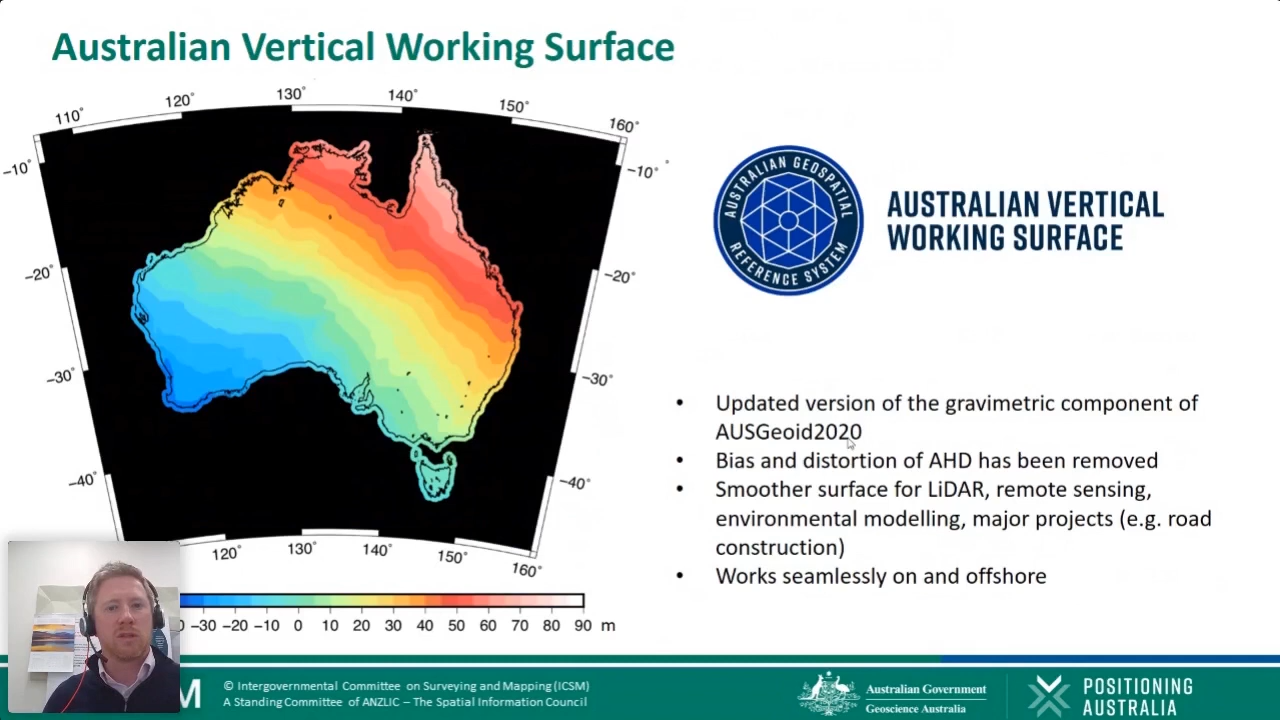 Australian Vertical Working Surface
110°
120°
130°
140°
150°
160°
-10°
-10°
-20°
-20°
-30°
-30°
-40°
-40°
120°
130°
140°
150°
160°
-30 -20 -10 0 10 20 30 40 50 60 70 80 90 m
AUSTRALIAN GEOSPATIAL
REFERENCE SYSTEM
AUSTRALIAN VERTICAL
WORKING SURFACE
• Updated version of the gravimetric component of
AUSGeoid2020
• Bias and distortion of AHD has been removed
• Smoother surface for LiDAR, remote sensing,
environmental modelling, major projects (e.g. road
construction)
• Works seamlessly on and offshore
M
© Intergovernmental Committee on Surveying and Mapping (ICSM)
A Standing Committee of ANZLIC – The Spatial Information Council
Australian Government
Geoscience Australia
POSITIONING
AUSTRALIA